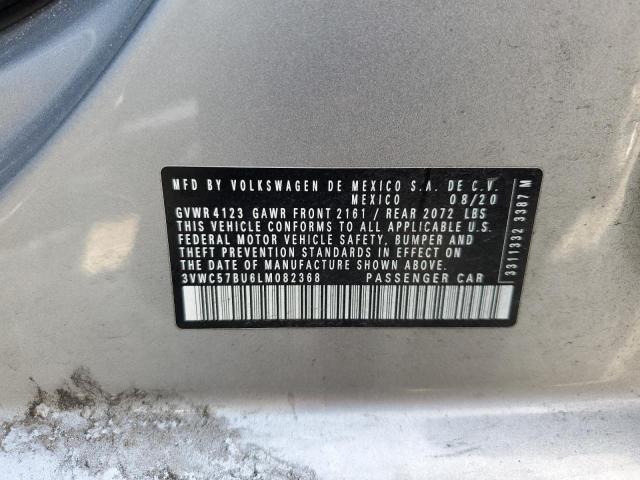 MFD BY VOLKSWAGEN DE MEXICO S.A. DE C.V.
MEXICO 08/20
GVWR 4123 GAWR FRONT 2161 / REAR 2072 LBS
THIS VEHICLE CONFORMS TO ALL APPLICABLE U.S.
FEDERAL MOTOR VEHICLE SAFETY, BUMPER AND
THEFT PREVENTION STANDARDS IN EFFECT ON
THE DATE OF MANUFACTURE SHOWN ABOVE.
3VWC57BU6LM082368 PASSENGER CAR
3311332 3387 M